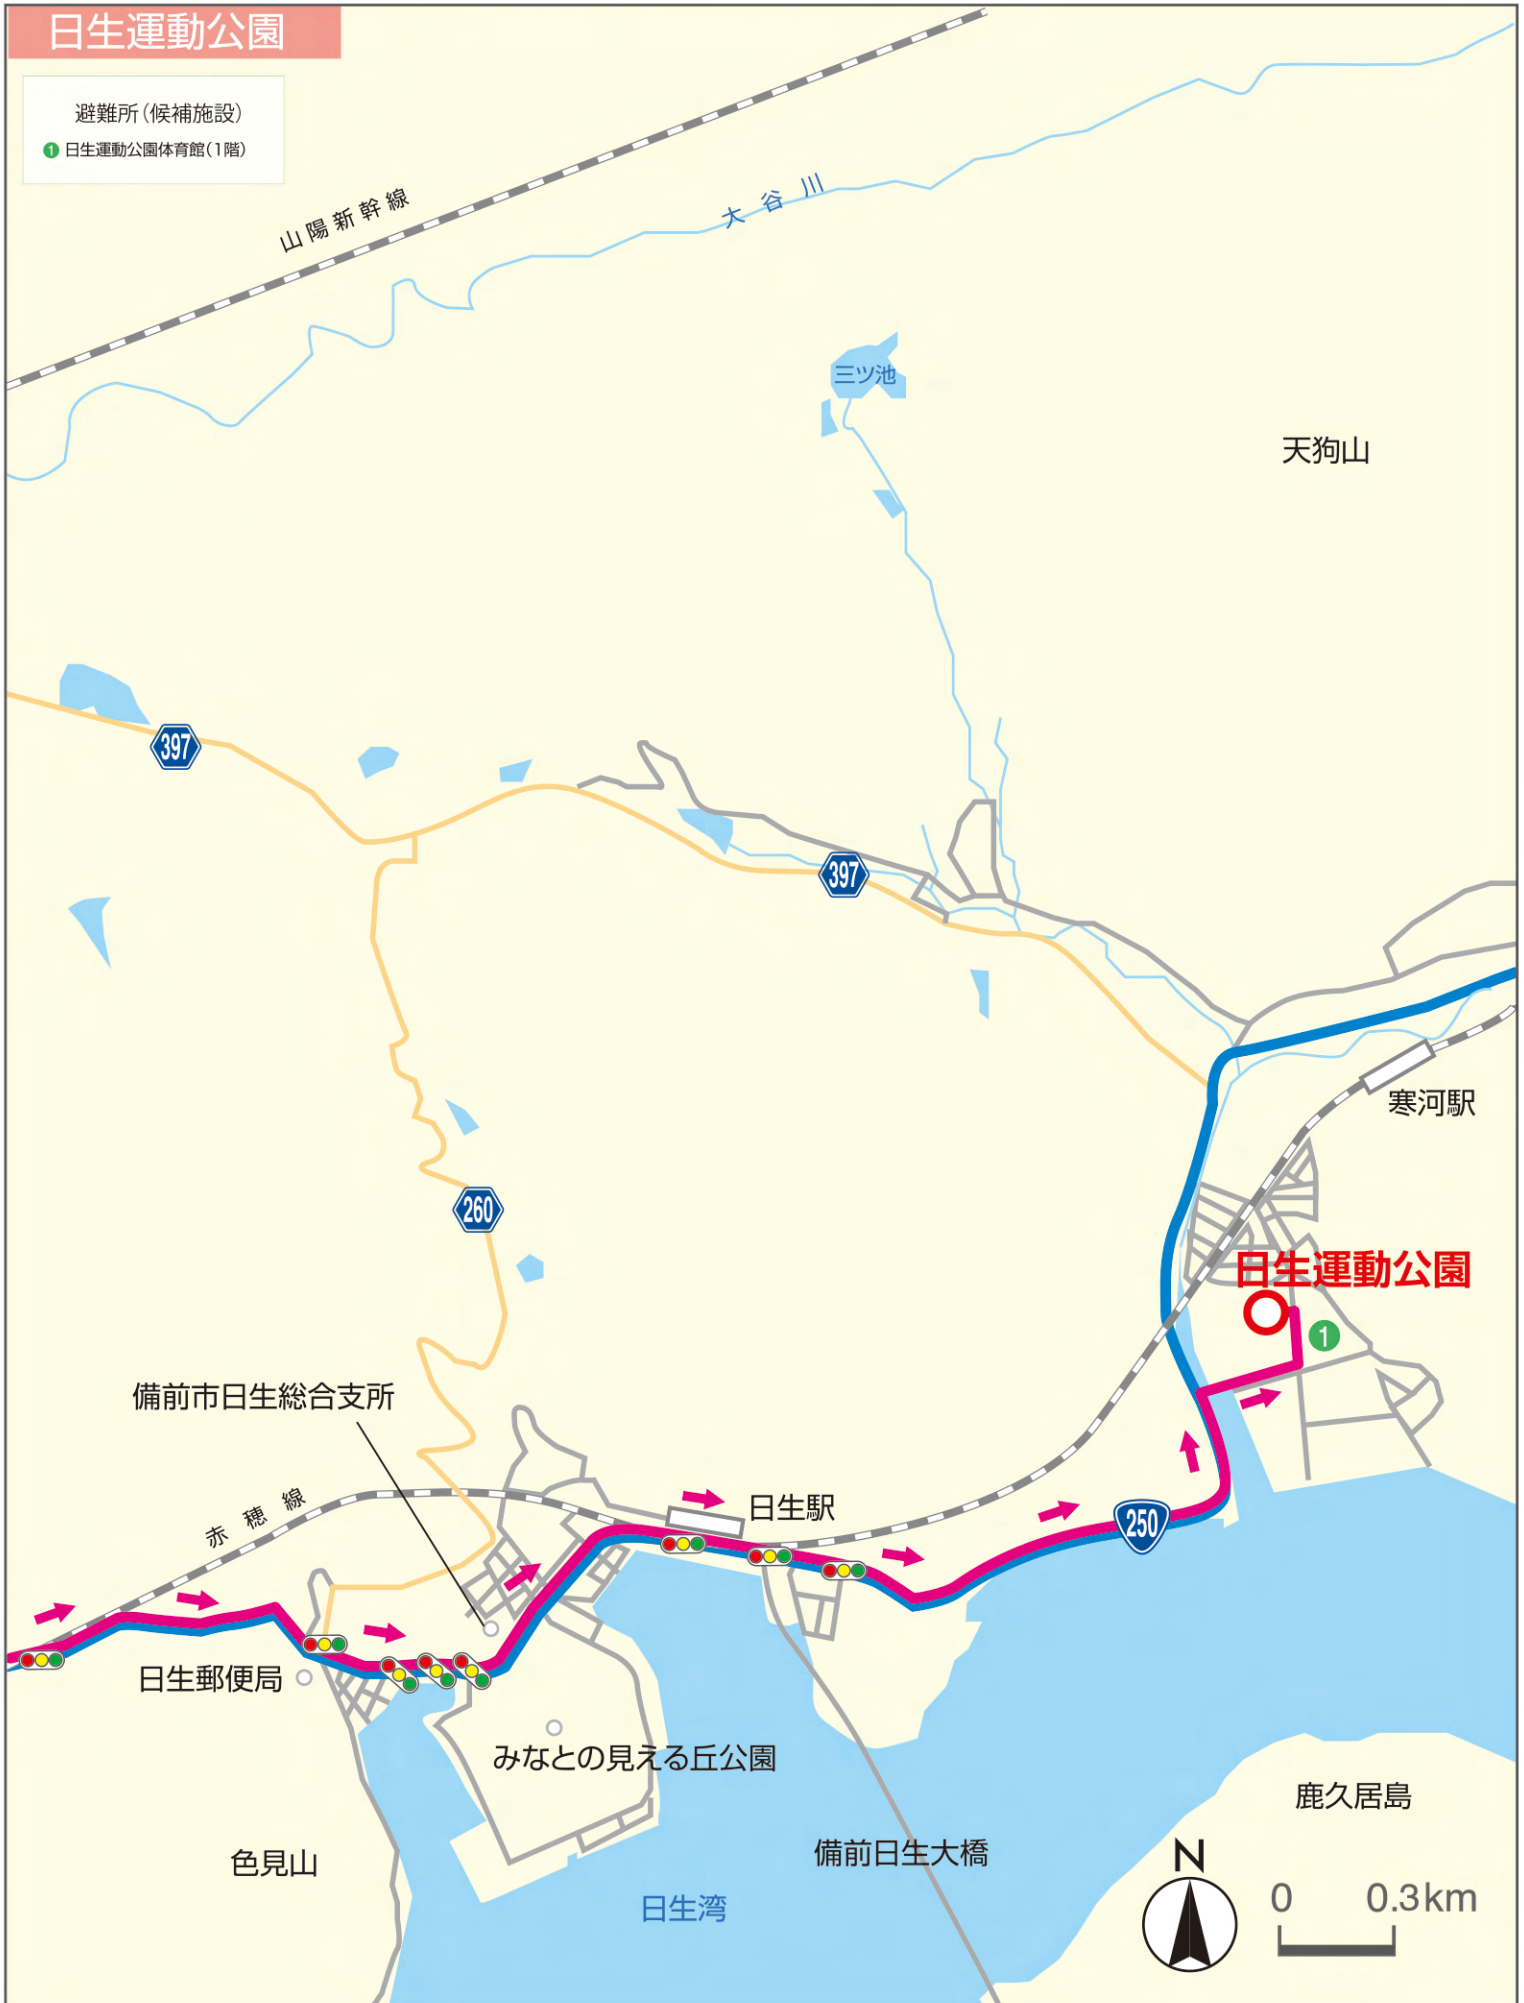 日生運動公園
避難所(候補施設)
1 日生運動公園体育館(1階)
山陽新幹線
大谷川
三ツ池
天狗山
397
397
寒河駅
260
日生運動公園
1
備前市日生総合支所
赤穂線
日生駅
250
日生郵便局
みなとの見える丘公園
鹿久居島
備前日生大橋
色見山
日生湾
N
0 0.3km